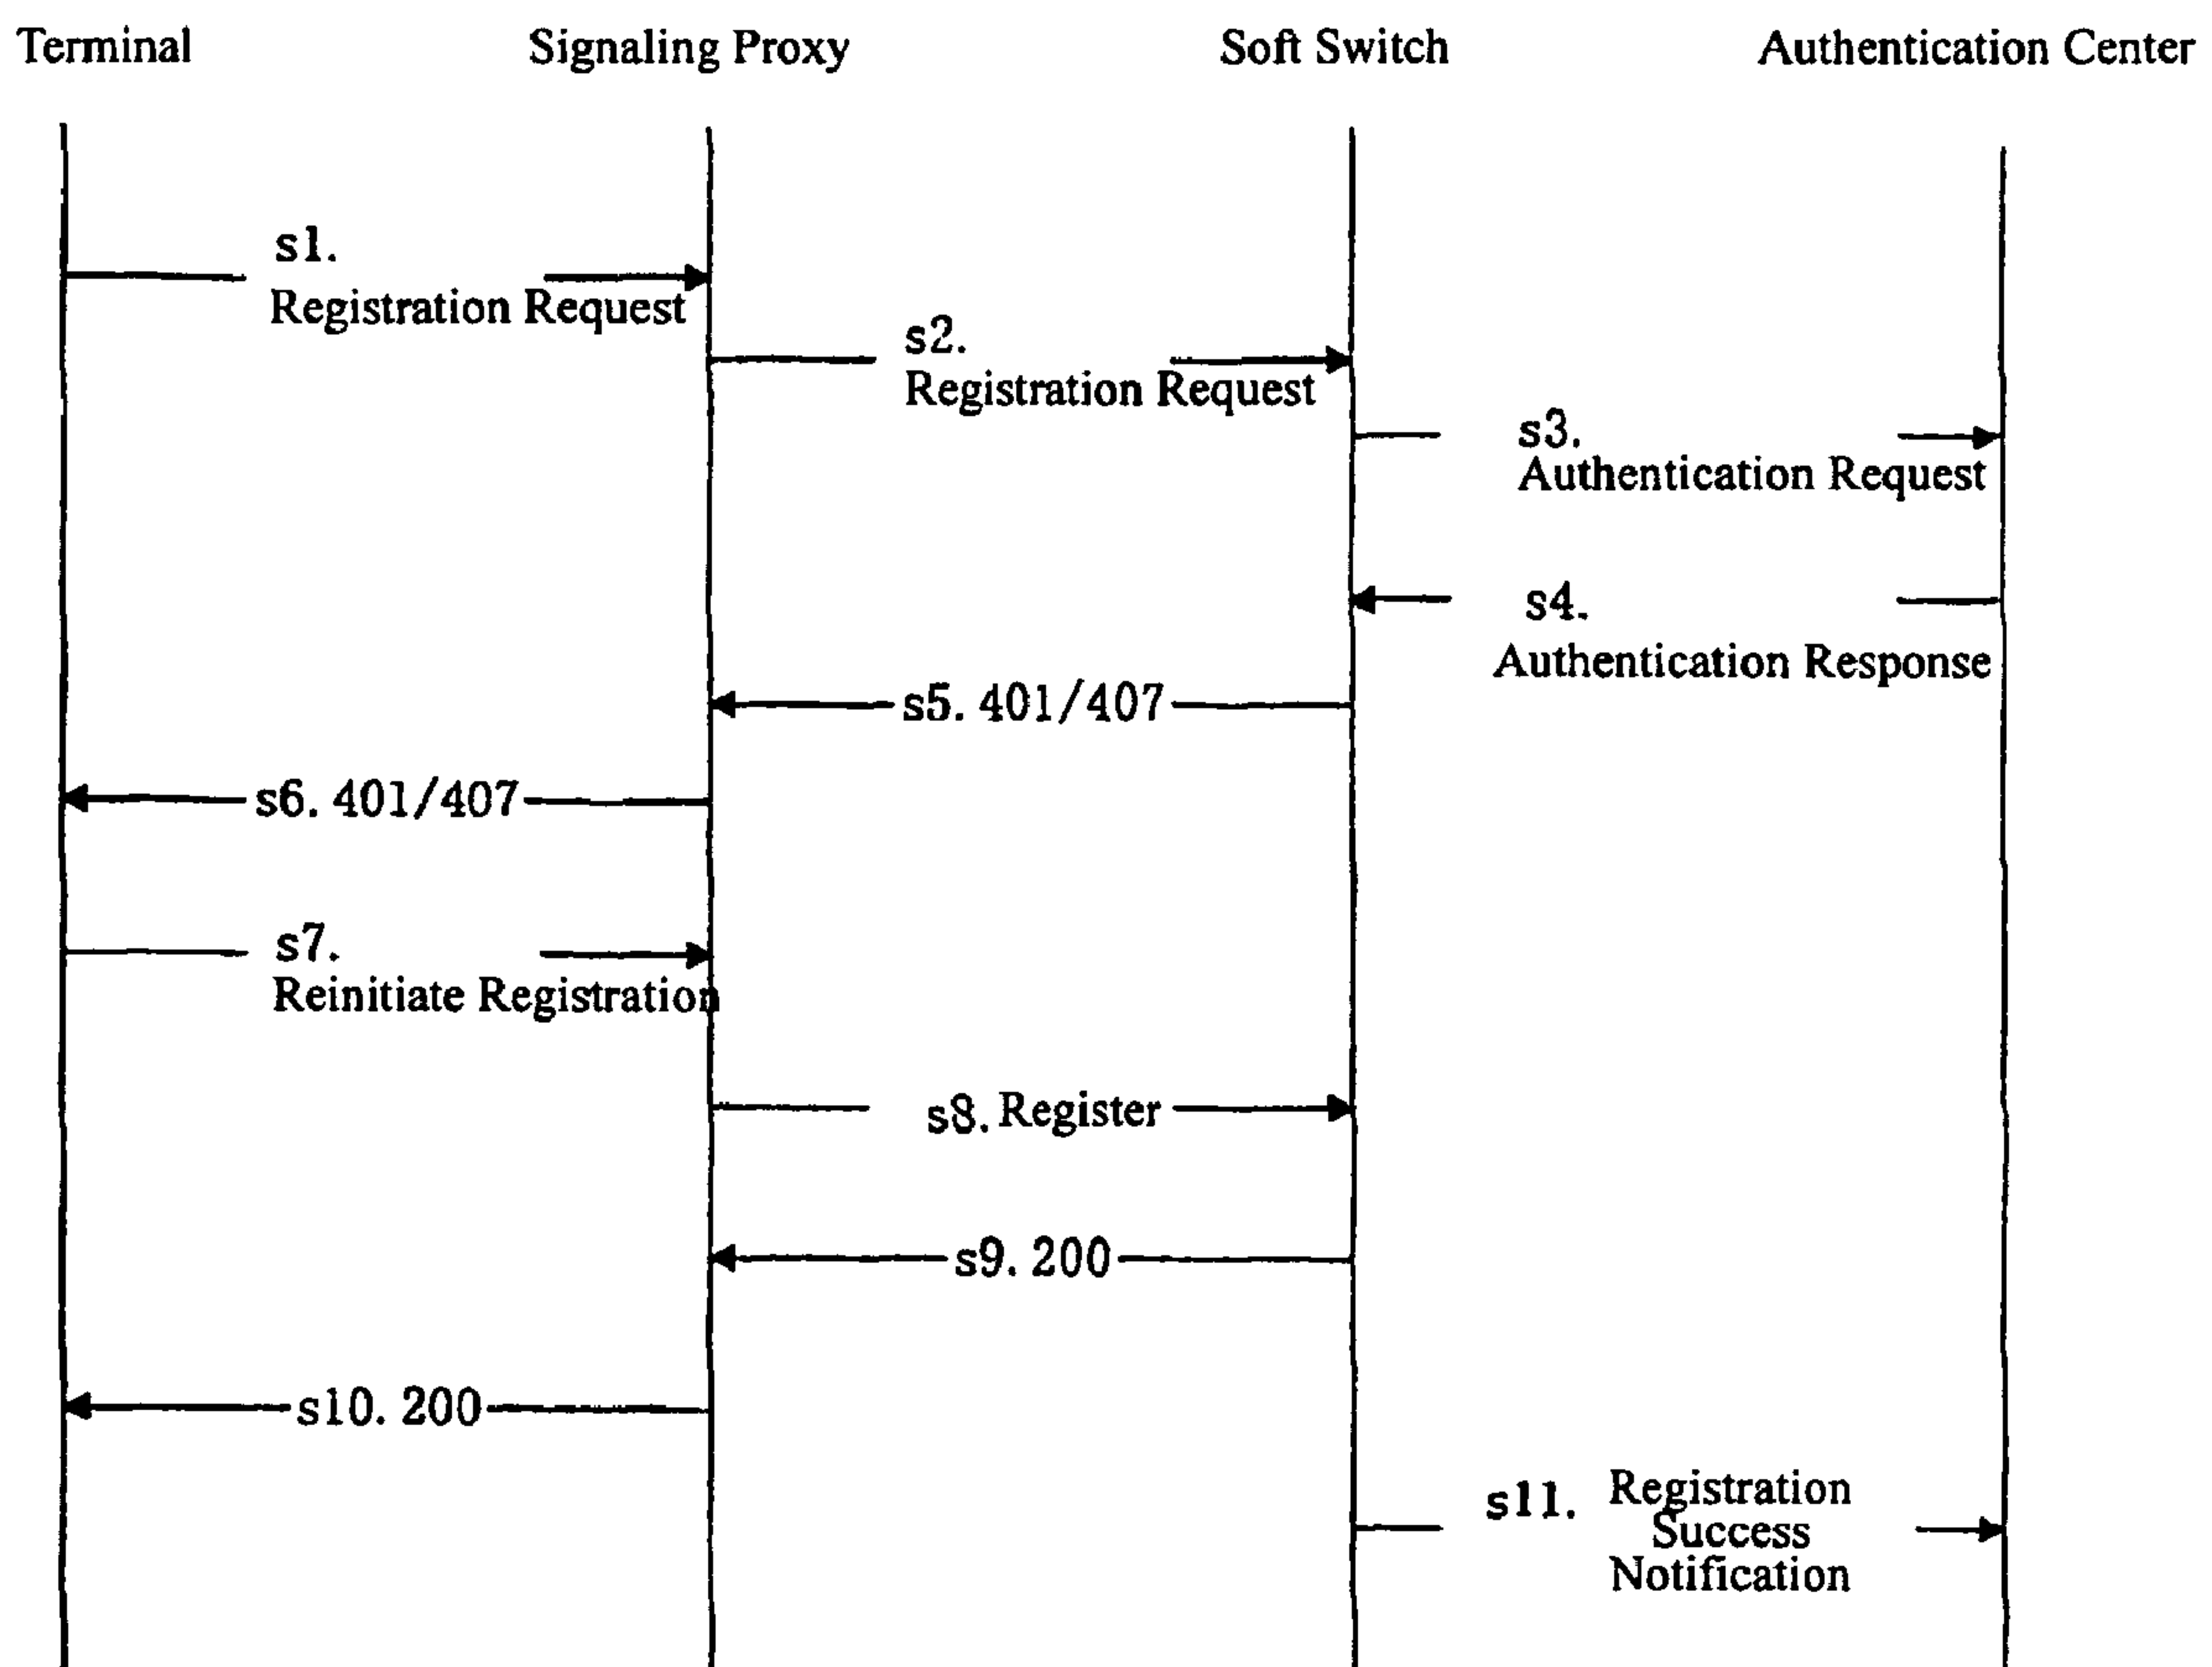 Terminal
Signaling Proxy
Soft Switch
Authentication Center
s1.
Registration Request
s2.
Registration Request
s3.
Authentication Request
s4.
Authentication Response
s5. 401/407
s6. 401/407
s7.
Reinitiate Registration
s8. Register
s9. 200
s10. 200
s11. Registration
Success
Notification